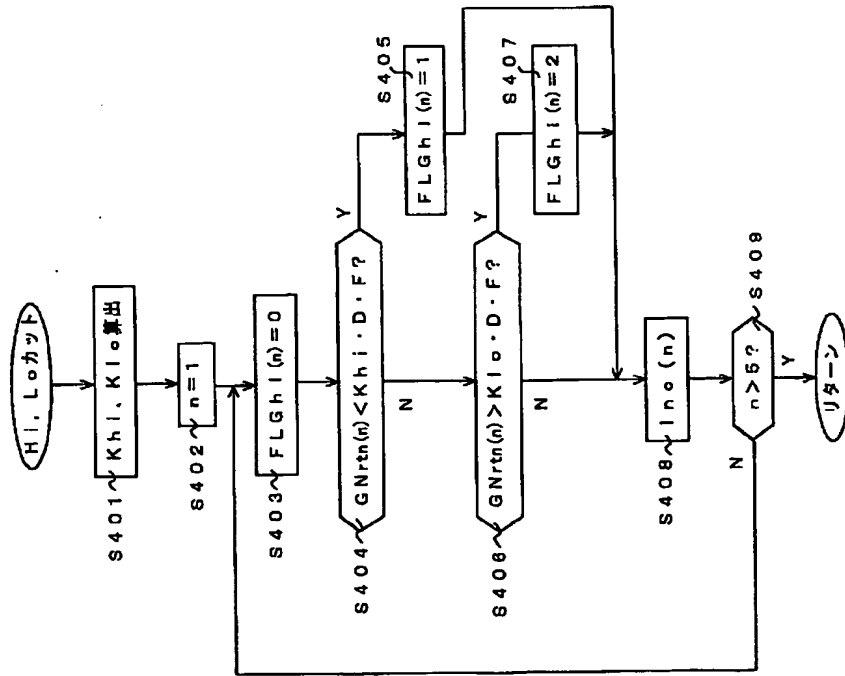 Hi, Loカット
S401 Khi、Klo算出
S402 n=1
S403 FLGhl(n)=0
S404 GNrtn(n)<Khi・D・F?
Y
N
S405 FLGhl(n)=1
S406 GNrtn(n)>Klo・D・F?
Y
N
S407 FLGhl(n)=2
S408 Inc(n)
S409 n>5?
N
Y
リターン